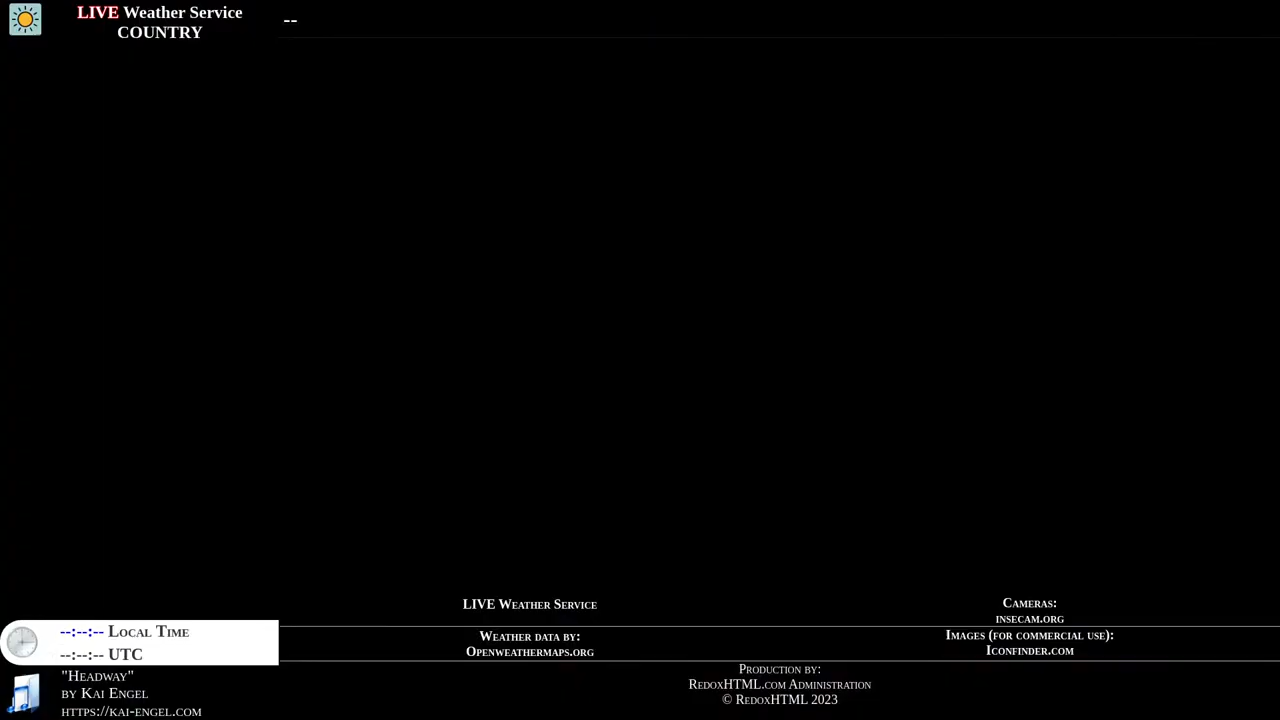 LIVE Weather Service
COUNTRY
--
LIVE Weather Service
Cameras:
insecam.org
Weather data by:
Openweathermaps.org
Images (for commercial use):
Iconfinder.com
Production by:
RedoxHTML.com Administration
© RedoxHTML 2023
--:--:-- Local Time
--:--:-- UTC
"Headway"
by Kai Engel
https://kai-engel.com